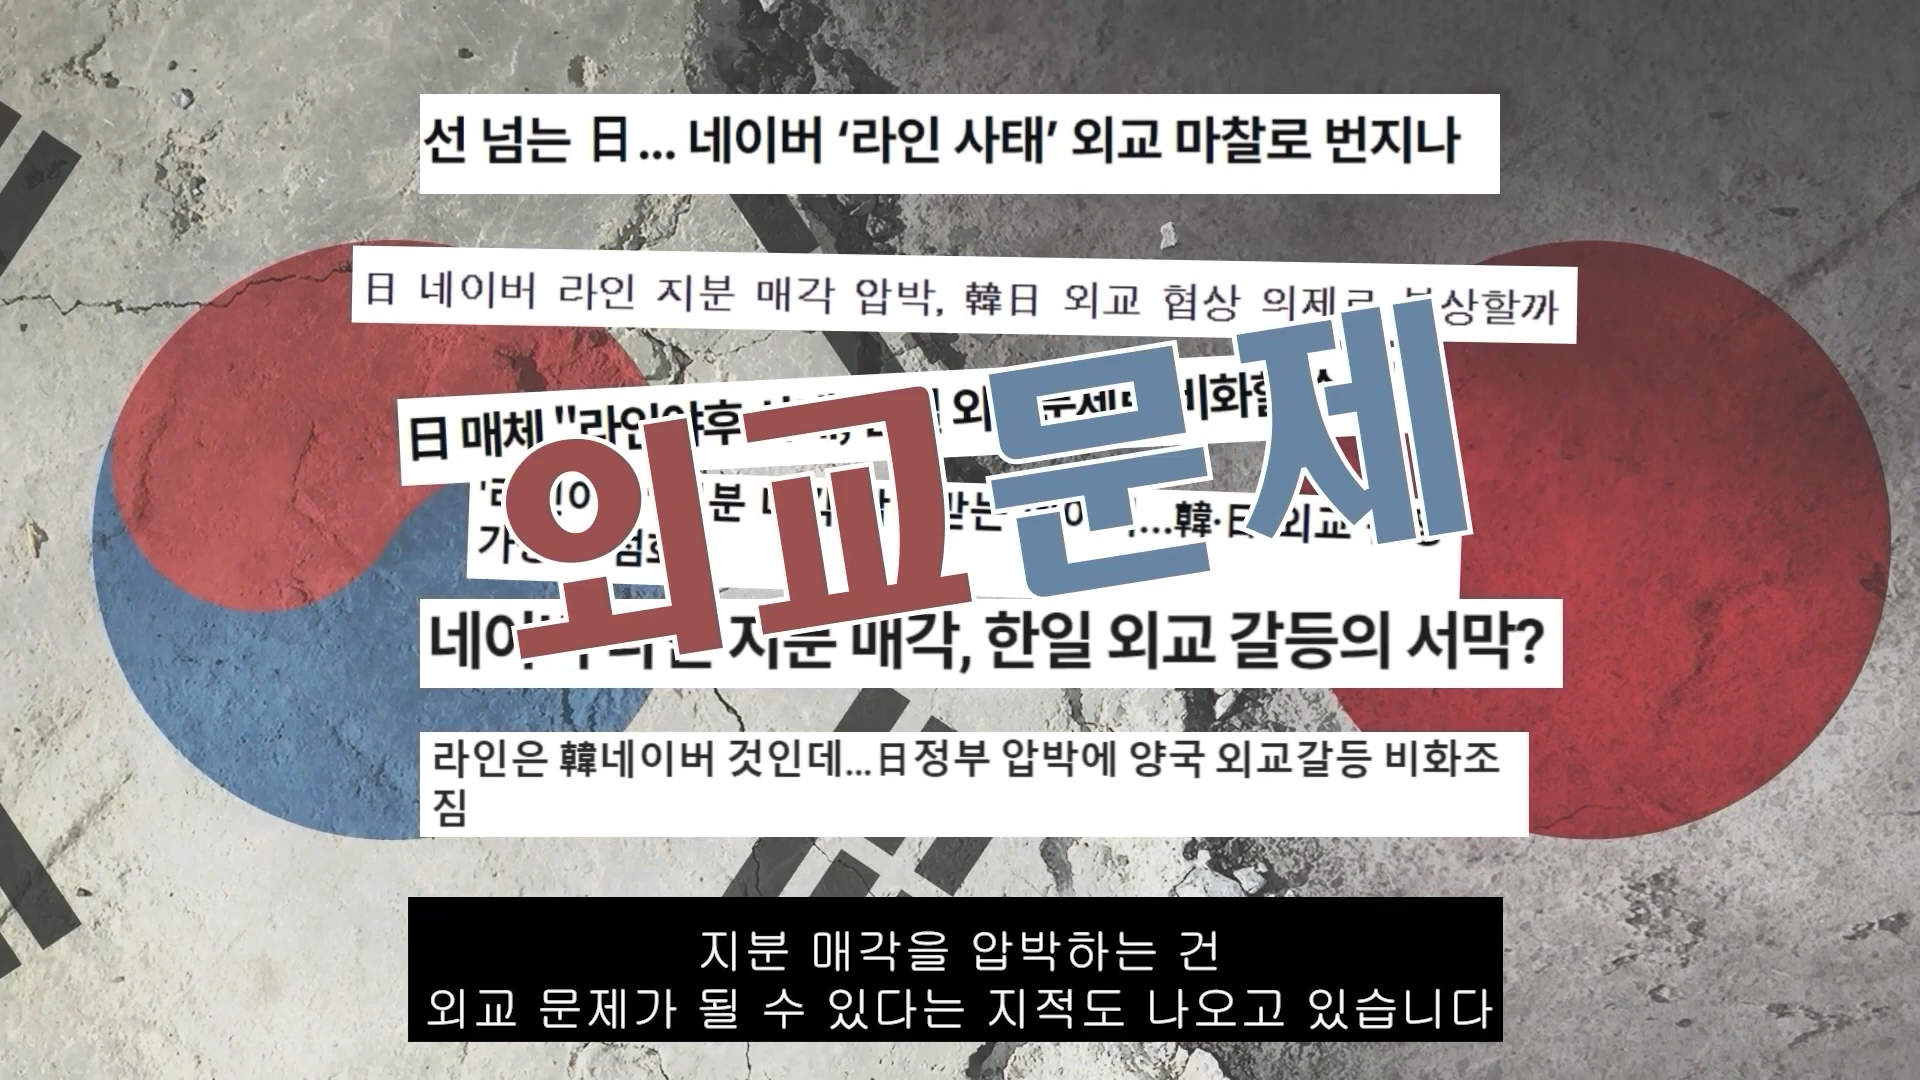 선 넘는 日... 네이버 ‘라인 사태’ 외교 마찰로 번지나
日 네이버 라인 지분 매각 압박, 韓日 외교 협상 의제로 부상할까
日 매체 "라인야후
외교문제
韓·日 외교
지분 매각, 한일 외교 갈등의 서막?
라인은 韓네이버 것인데...日정부 압박에 양국 외교갈등 비화조
짐
지분 매각을 압박하는 건
외교 문제가 될 수 있다는 지적도 나오고 있습니다